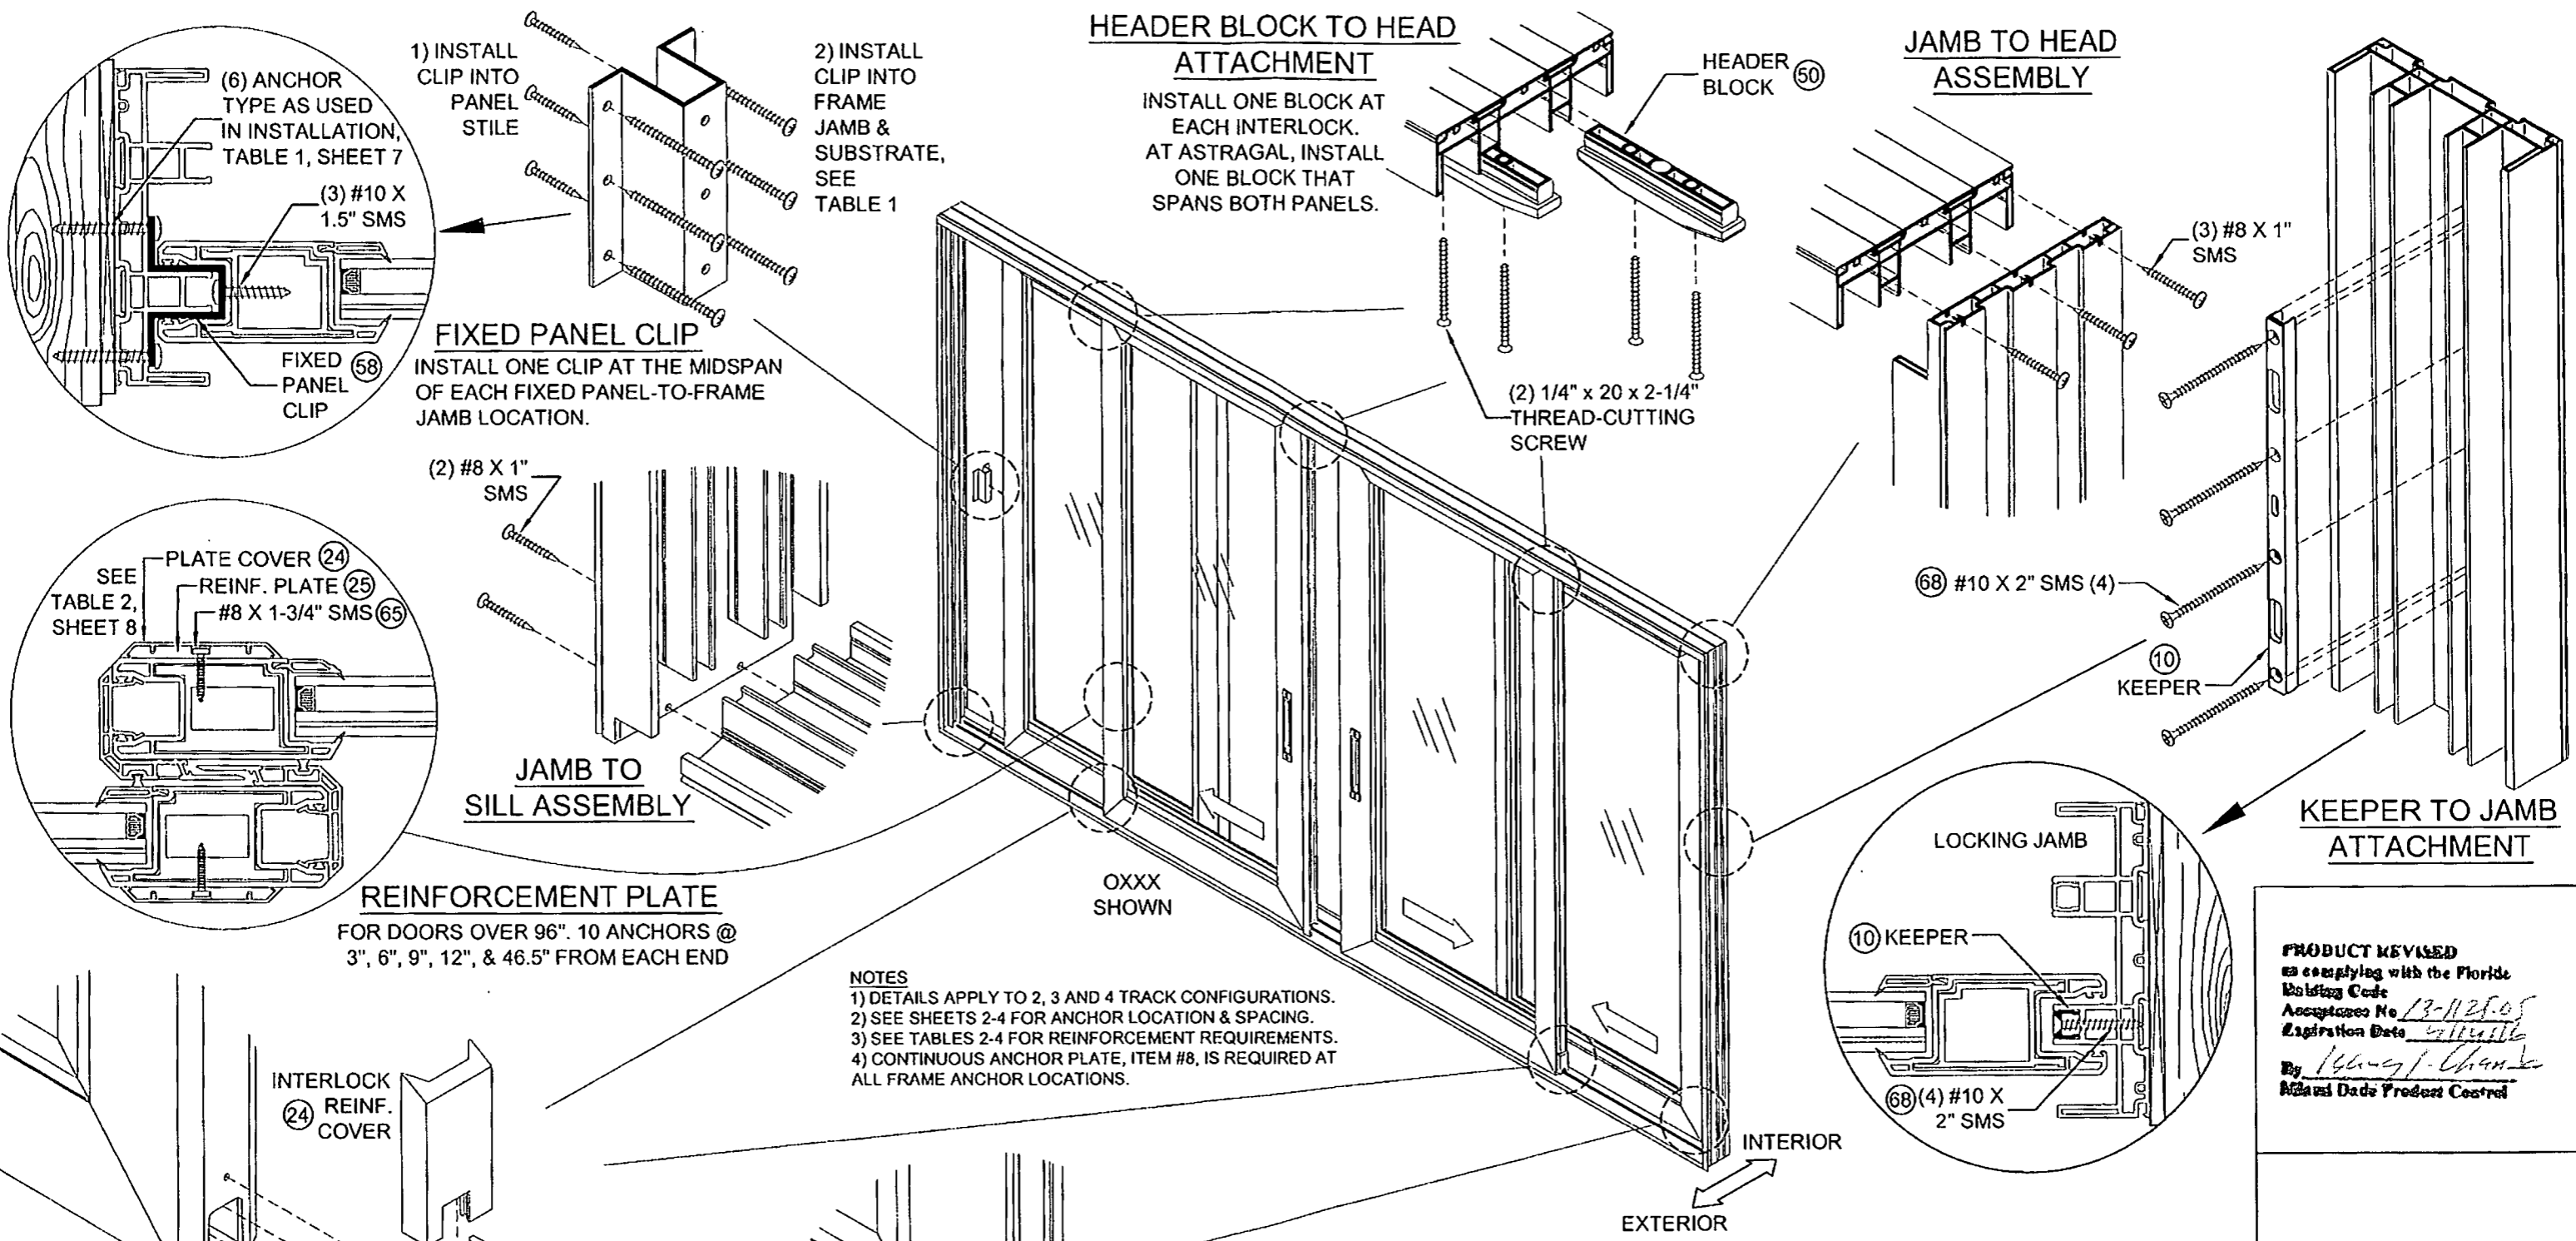 (6) ANCHOR
TYPE AS USED
IN INSTALLATION,
TABLE 1, SHEET 7
(3) #10 X
1.5" SMS
FIXED 58
PANEL
CLIP
1) INSTALL
CLIP INTO
PANEL
STILE
2) INSTALL
CLIP INTO
FRAME
JAMB &
SUBSTRATE,
SEE
TABLE 1
FIXED PANEL CLIP
INSTALL ONE CLIP AT THE MIDSPAN
OF EACH FIXED PANEL-TO-FRAME
JAMB LOCATION.
HEADER BLOCK TO HEAD
ATTACHMENT
INSTALL ONE BLOCK AT
EACH INTERLOCK.
AT ASTRAGAL, INSTALL
ONE BLOCK THAT
SPANS BOTH PANELS.
HEADER
BLOCK 50
(2) 1/4" x 20 x 2-1/4"
THREAD-CUTTING
SCREW
JAMB TO HEAD
ASSEMBLY
(3) #8 X 1"
SMS
68 #10 X 2" SMS (4)
10
KEEPER
KEEPER TO JAMB
ATTACHMENT
(2) #8 X 1"
SMS
JAMB TO
SILL ASSEMBLY
PLATE COVER 24
SEE
TABLE 2,
SHEET 8
REINF. PLATE 25
#8 X 1-3/4" SMS 65
REINFORCEMENT PLATE
FOR DOORS OVER 96". 10 ANCHORS @
3", 6", 9", 12", & 46.5" FROM EACH END
OXXX
SHOWN
NOTES
1) DETAILS APPLY TO 2, 3 AND 4 TRACK CONFIGURATIONS.
2) SEE SHEETS 2-4 FOR ANCHOR LOCATION & SPACING.
3) SEE TABLES 2-4 FOR REINFORCEMENT REQUIREMENTS.
4) CONTINUOUS ANCHOR PLATE, ITEM #8, IS REQUIRED AT
ALL FRAME ANCHOR LOCATIONS.
INTERLOCK
24 REINF.
COVER
INTERIOR
EXTERIOR
LOCKING JAMB
10 KEEPER
68 (4) #10 X
2" SMS
PRODUCT REVISED
as complying with the Florida
Building Code
Acceptance No 13-1125.05
Expiration Date
By
Miami Dade Product Control